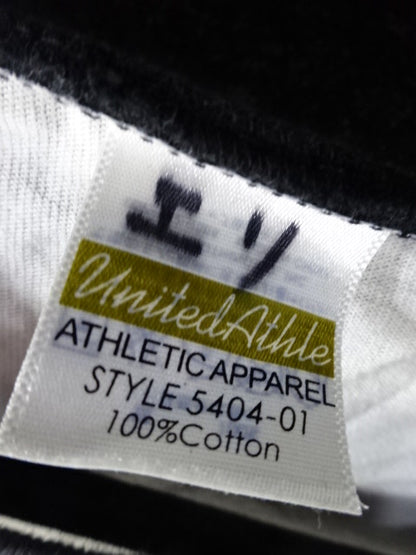 エリ
UnitedAthle
ATHLETIC APPAREL
STYLE 5404-01
100%Cotton